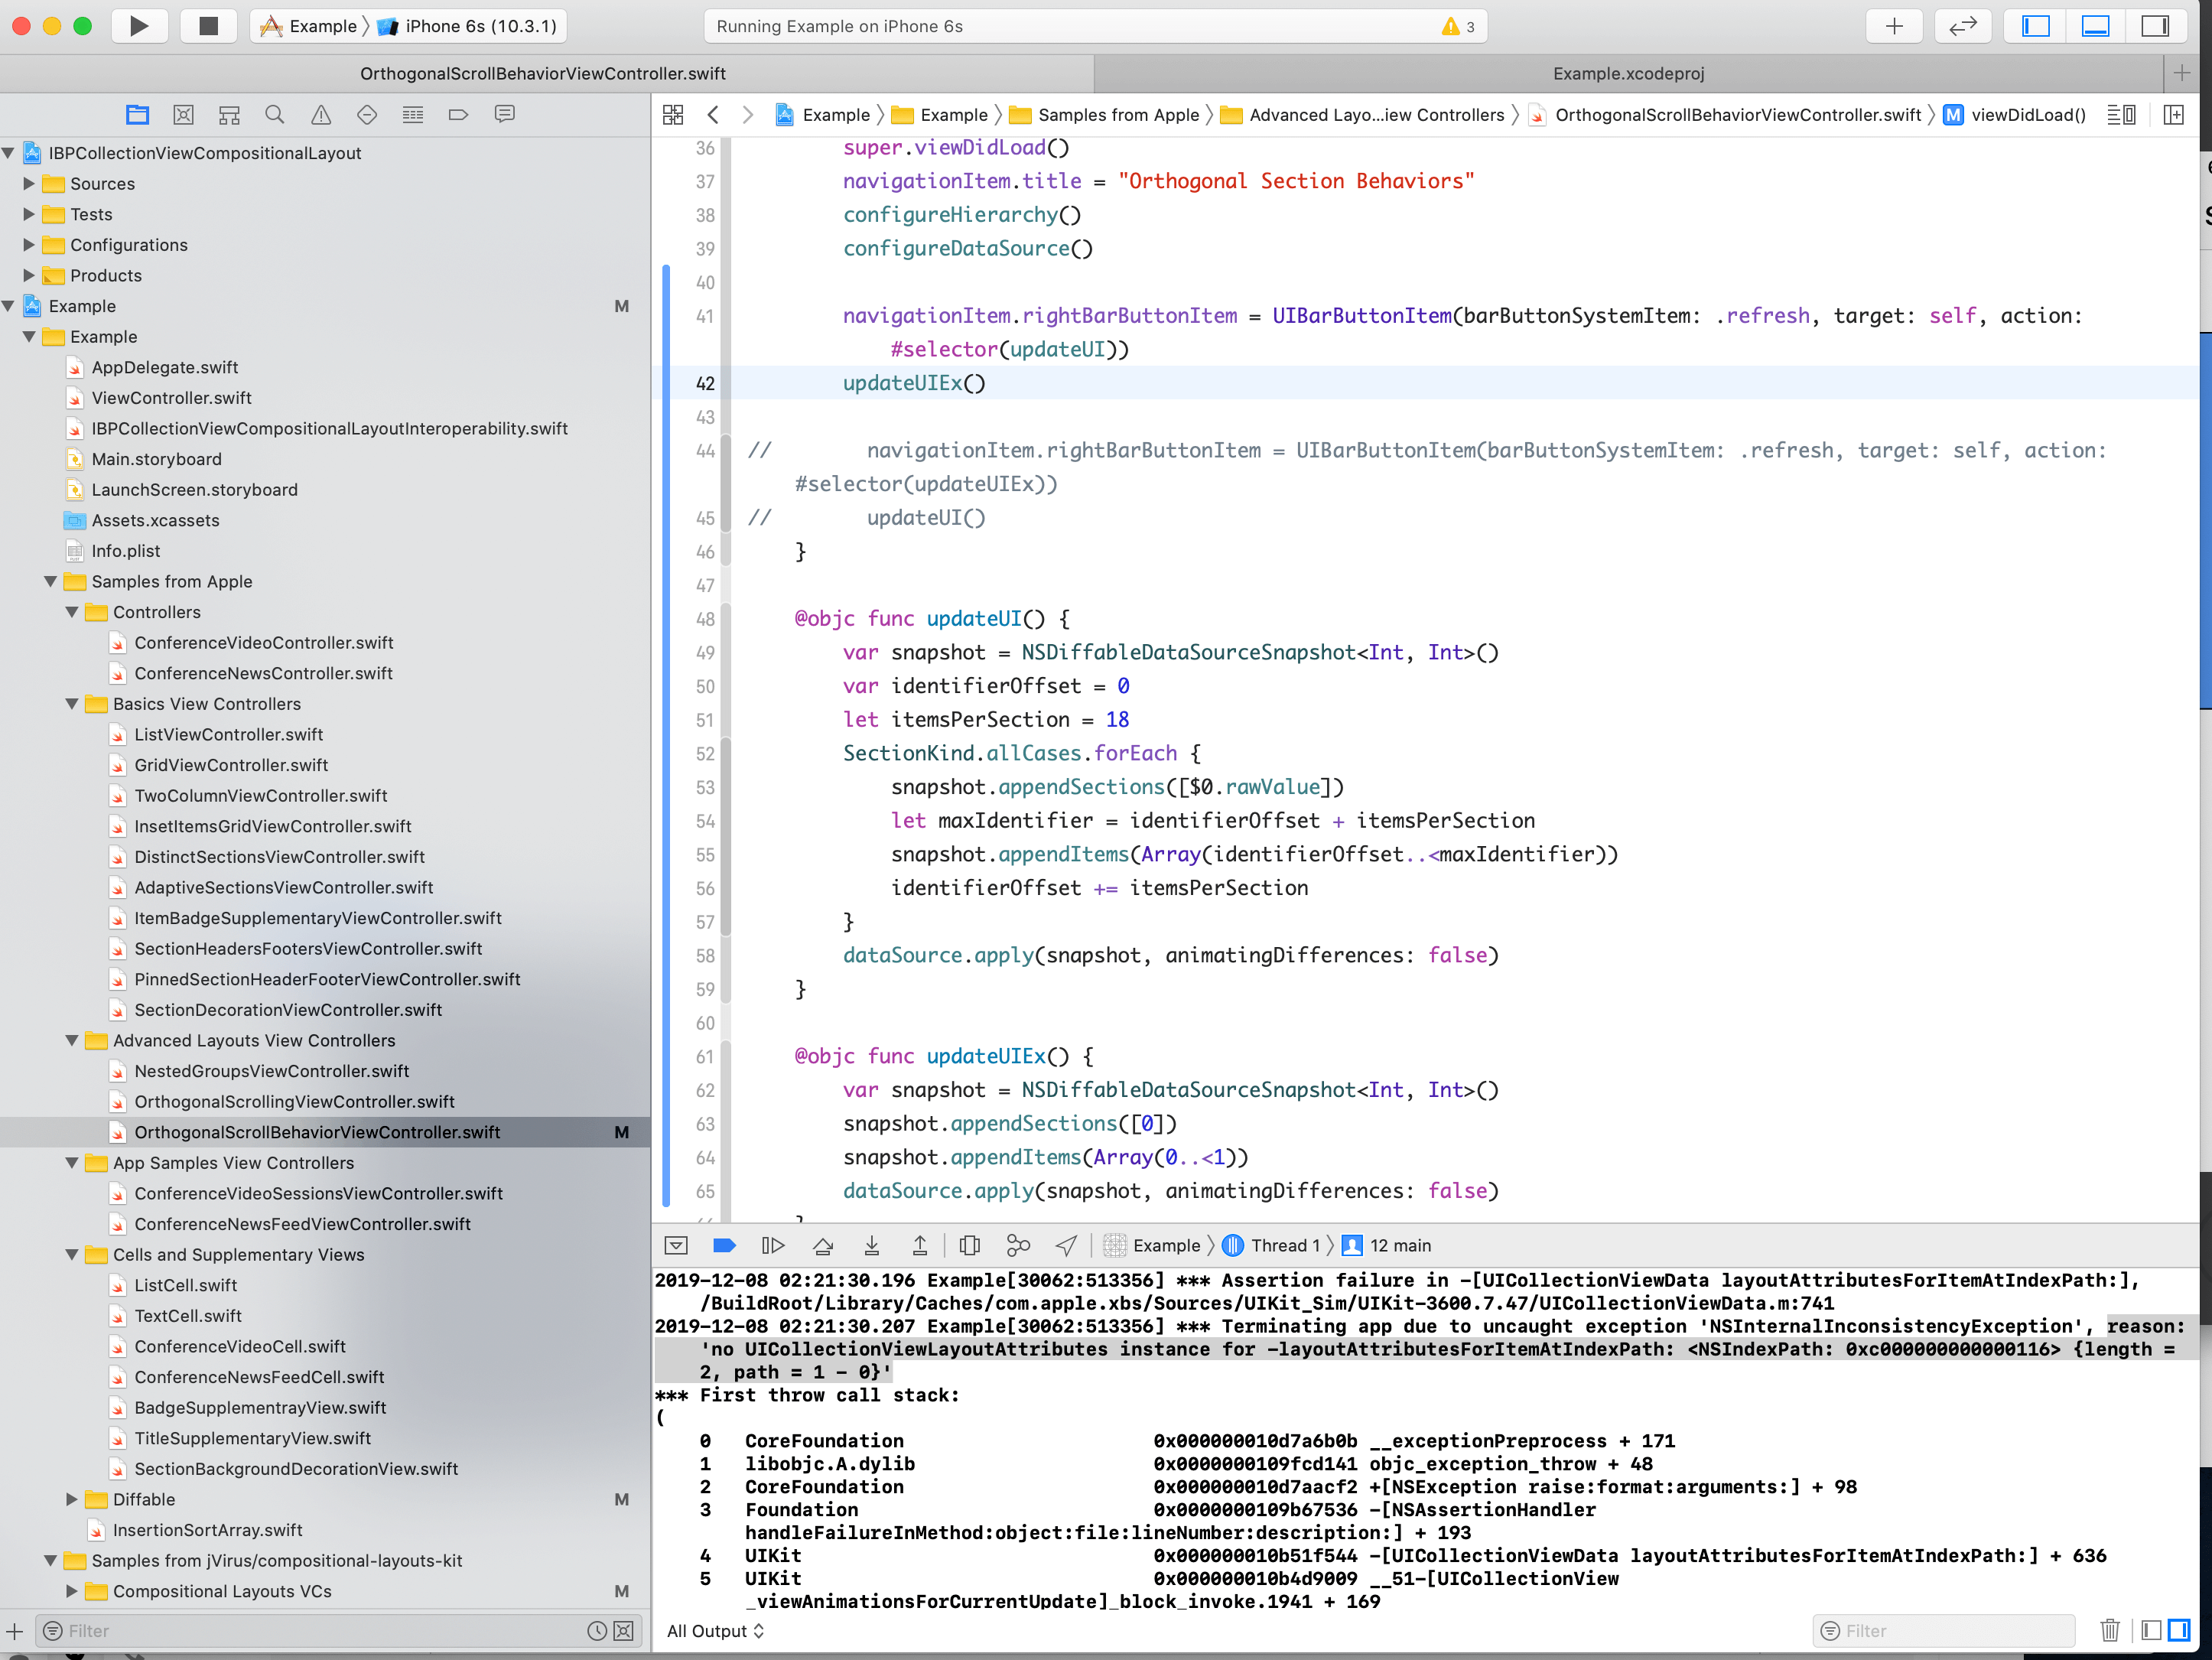 Example 〉 iPhone 6s (10.3.1)
Running Example on iPhone 6s
3
OrthogonalScrollBehaviorViewController.swift
Example.xcodeproj
IBPCollectionViewCompositionalLayout
Sources
Tests
Configurations
Products
Example M
Example
AppDelegate.swift
ViewController.swift
IBPCollectionViewCompositionalLayoutInteroperability.swift
Main.storyboard
LaunchScreen.storyboard
Assets.xcassets
Info.plist
Samples from Apple
Controllers
ConferenceVideoController.swift
ConferenceNewsController.swift
Basics View Controllers
ListViewController.swift
GridViewController.swift
TwoColumnViewController.swift
InsetItemsGridViewController.swift
DistinctSectionsViewController.swift
AdaptiveSectionsViewController.swift
ItemBadgeSupplementaryViewController.swift
SectionHeadersFootersViewController.swift
PinnedSectionHeaderFooterViewController.swift
SectionDecorationViewController.swift
Advanced Layouts View Controllers
NestedGroupsViewController.swift
OrthogonalScrollingViewController.swift
OrthogonalScrollBehaviorViewController.swift M
App Samples View Controllers
ConferenceVideoSessionsViewController.swift
ConferenceNewsFeedViewController.swift
Cells and Supplementary Views
ListCell.swift
TextCell.swift
ConferenceVideoCell.swift
ConferenceNewsFeedCell.swift
BadgeSupplementrayView.swift
TitleSupplementaryView.swift
SectionBackgroundDecorationView.swift
Diffable M
InsertionSortArray.swift
Samples from jVirus/compositional-layouts-kit
Compositional Layouts VCs M
Filter
Example 〉 Example 〉 Samples from Apple 〉 Advanced Layo...iew Controllers 〉 OrthogonalScrollBehaviorViewController.swift 〉 M viewDidLoad()
36 super.viewDidLoad()
37 navigationItem.title = "Orthogonal Section Behaviors"
38 configureHierarchy()
39 configureDataSource()
40
41 navigationItem.rightBarButtonItem = UIBarButtonItem(barButtonSystemItem: .refresh, target: self, action:
#selector(updateUI))
42 updateUIEx()
43
44 // navigationItem.rightBarButtonItem = UIBarButtonItem(barButtonSystemItem: .refresh, target: self, action:
#selector(updateUIEx))
45 // updateUI()
46 }
47
48 @objc func updateUI() {
49 var snapshot = NSDiffableDataSourceSnapshot<Int, Int>()
50 var identifierOffset = 0
51 let itemsPerSection = 18
52 SectionKind.allCases.forEach {
53 snapshot.appendSections([$0.rawValue])
54 let maxIdentifier = identifierOffset + itemsPerSection
55 snapshot.appendItems(Array(identifierOffset..<maxIdentifier))
56 identifierOffset += itemsPerSection
57 }
58 dataSource.apply(snapshot, animatingDifferences: false)
59 }
60
61 @objc func updateUIEx() {
62 var snapshot = NSDiffableDataSourceSnapshot<Int, Int>()
63 snapshot.appendSections([0])
64 snapshot.appendItems(Array(0..<1))
65 dataSource.apply(snapshot, animatingDifferences: false)
Example 〉 Thread 1 〉 12 main
2019-12-08 02:21:30.196 Example[30062:513356] *** Assertion failure in -[UICollectionViewData layoutAttributesForItemAtIndexPath:],
/BuildRoot/Library/Caches/com.apple.xbs/Sources/UIKit_Sim/UIKit-3600.7.47/UICollectionViewData.m:741
2019-12-08 02:21:30.207 Example[30062:513356] *** Terminating app due to uncaught exception 'NSInternalInconsistencyException', reason:
'no UICollectionViewLayoutAttributes instance for -layoutAttributesForItemAtIndexPath: <NSIndexPath: 0xc000000000000116> {length =
2, path = 1 - 0}'
*** First throw call stack:
(
0 CoreFoundation 0x000000010d7a6b0b __exceptionPreprocess + 171
1 libobjc.A.dylib 0x0000000109fcd141 objc_exception_throw + 48
2 CoreFoundation 0x000000010d7aacf2 +[NSException raise:format:arguments:] + 98
3 Foundation 0x0000000109b67536 -[NSAssertionHandler
handleFailureInMethod:object:file:lineNumber:description:] + 193
4 UIKit 0x000000010b51f544 -[UICollectionViewData layoutAttributesForItemAtIndexPath:] + 636
5 UIKit 0x000000010b4d9009 __51-[UICollectionView
_viewAnimationsForCurrentUpdate]_block_invoke.1941 + 169
All Output
Filter